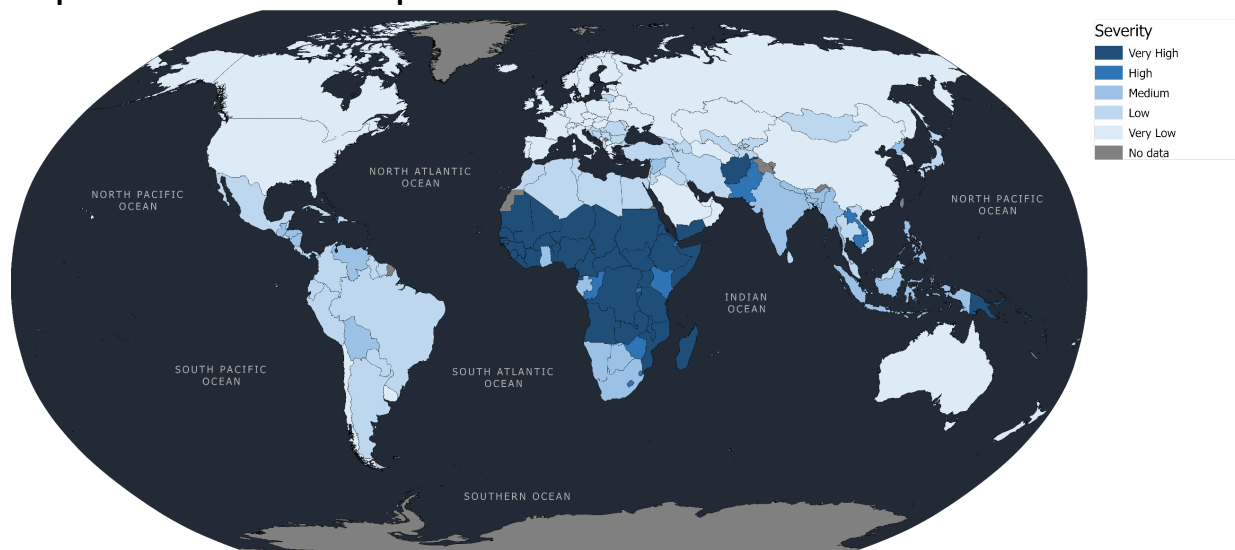 NORTH PACIFIC
OCEAN
NORTH ATLANTIC
OCEAN
NORTH PACIFIC
OCEAN
INDIAN
OCEAN
SOUTH PACIFIC
OCEAN
SOUTH ATLANTIC
OCEAN
SOUTHERN OCEAN
Severity
Very High
High
Medium
Low
Very Low
No data